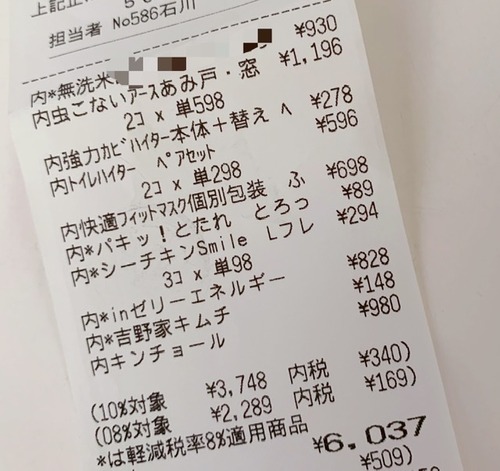 担当者 No586石川
内*無洗米 ¥930
内虫こないアースあみ戸・窓 ¥1,196
2コ x 単598
内強力カビハイター本体+替え ペ ¥278
内トイレハイター ペアセット ¥596
2コ x 単298
内快適フィットマスク個別包装 ふ ¥698
内*パキッ!とたれ とろっ ¥89
内*シーチキンSmile Lフレ ¥294
3コ x 単98
内*inゼリーエネルギー ¥828
内*吉野家キムチ ¥148
内キンチョール ¥980
(10%対象 ¥3,748 内税 ¥340)
(08%対象 ¥2,289 内税 ¥169)
*は軽減税率8%適用商品
¥6,037
¥509)